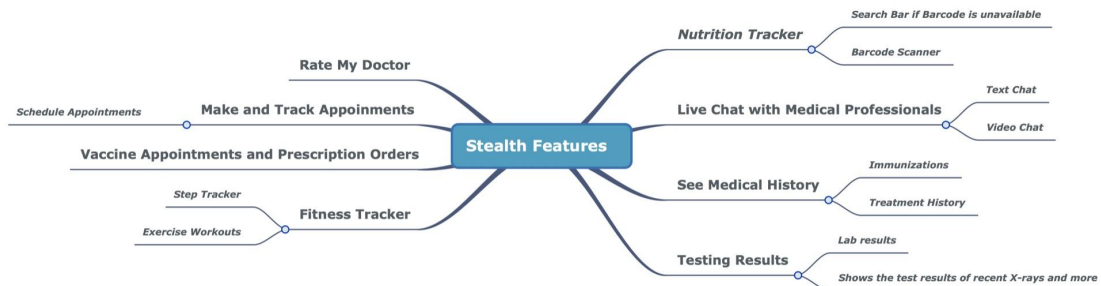 Stealth Features
Rate My Doctor
Make and Track Appoinments
Schedule Appointments
Vaccine Appointments and Prescription Orders
Fitness Tracker
Step Tracker
Exercise Workouts
Nutrition Tracker
Search Bar if Barcode is unavailable
Barcode Scanner
Live Chat with Medical Professionals
Text Chat
Video Chat
See Medical History
Immunizations
Treatment History
Testing Results
Lab results
Shows the test results of recent X-rays and more